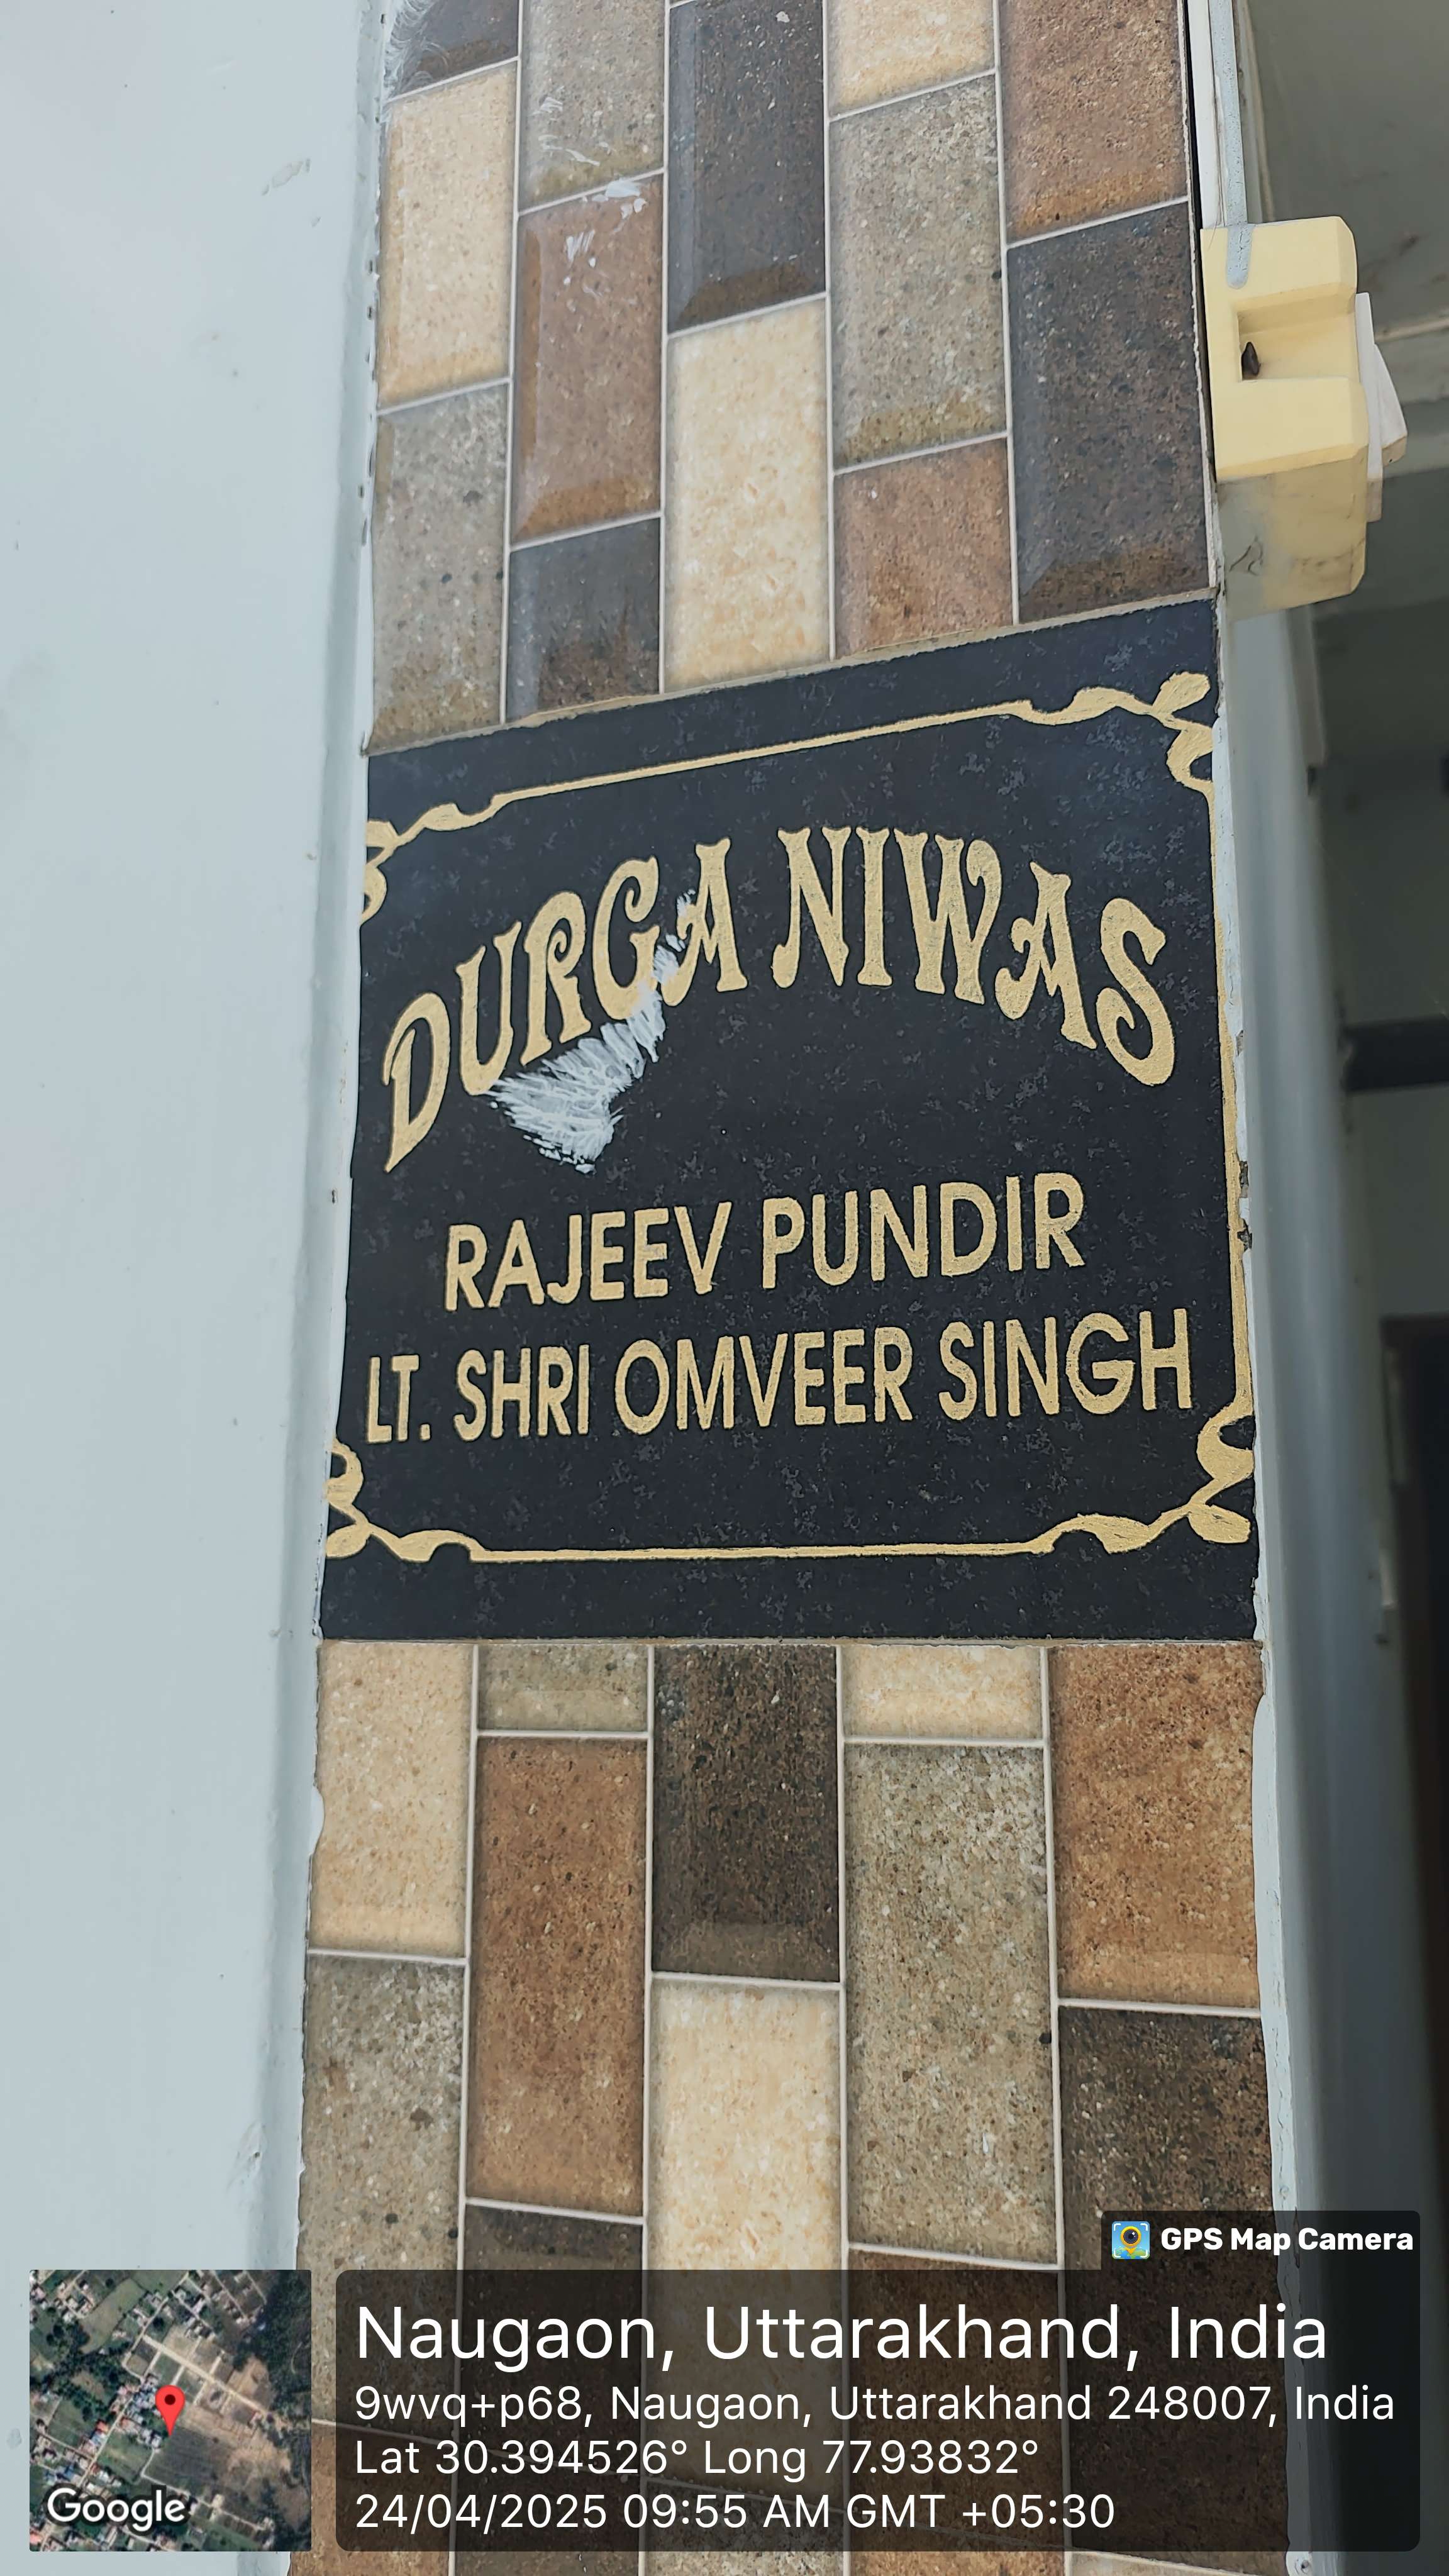 DURGA NIWAS
RAJEEV PUNDIR
LT. SHRI OMVEER SINGH
GPS Map Camera
Naugaon, Uttarakhand, India
9wvq+p68, Naugaon, Uttarakhand 248007, India
Lat 30.394526° Long 77.93832°
24/04/2025 09:55 AM GMT +05:30
Google